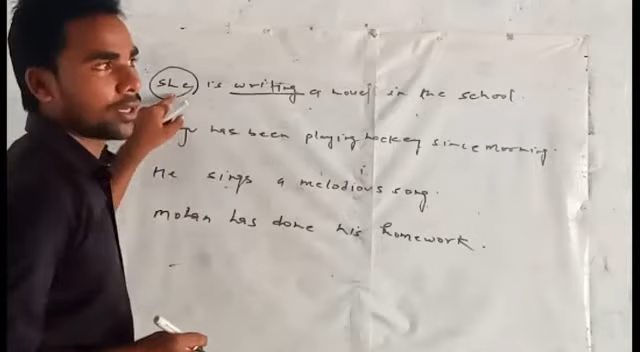 She is writing a novel in the school.
has been playing hockey since morning.
He sings a melodious song.
Mohan has done his homework.